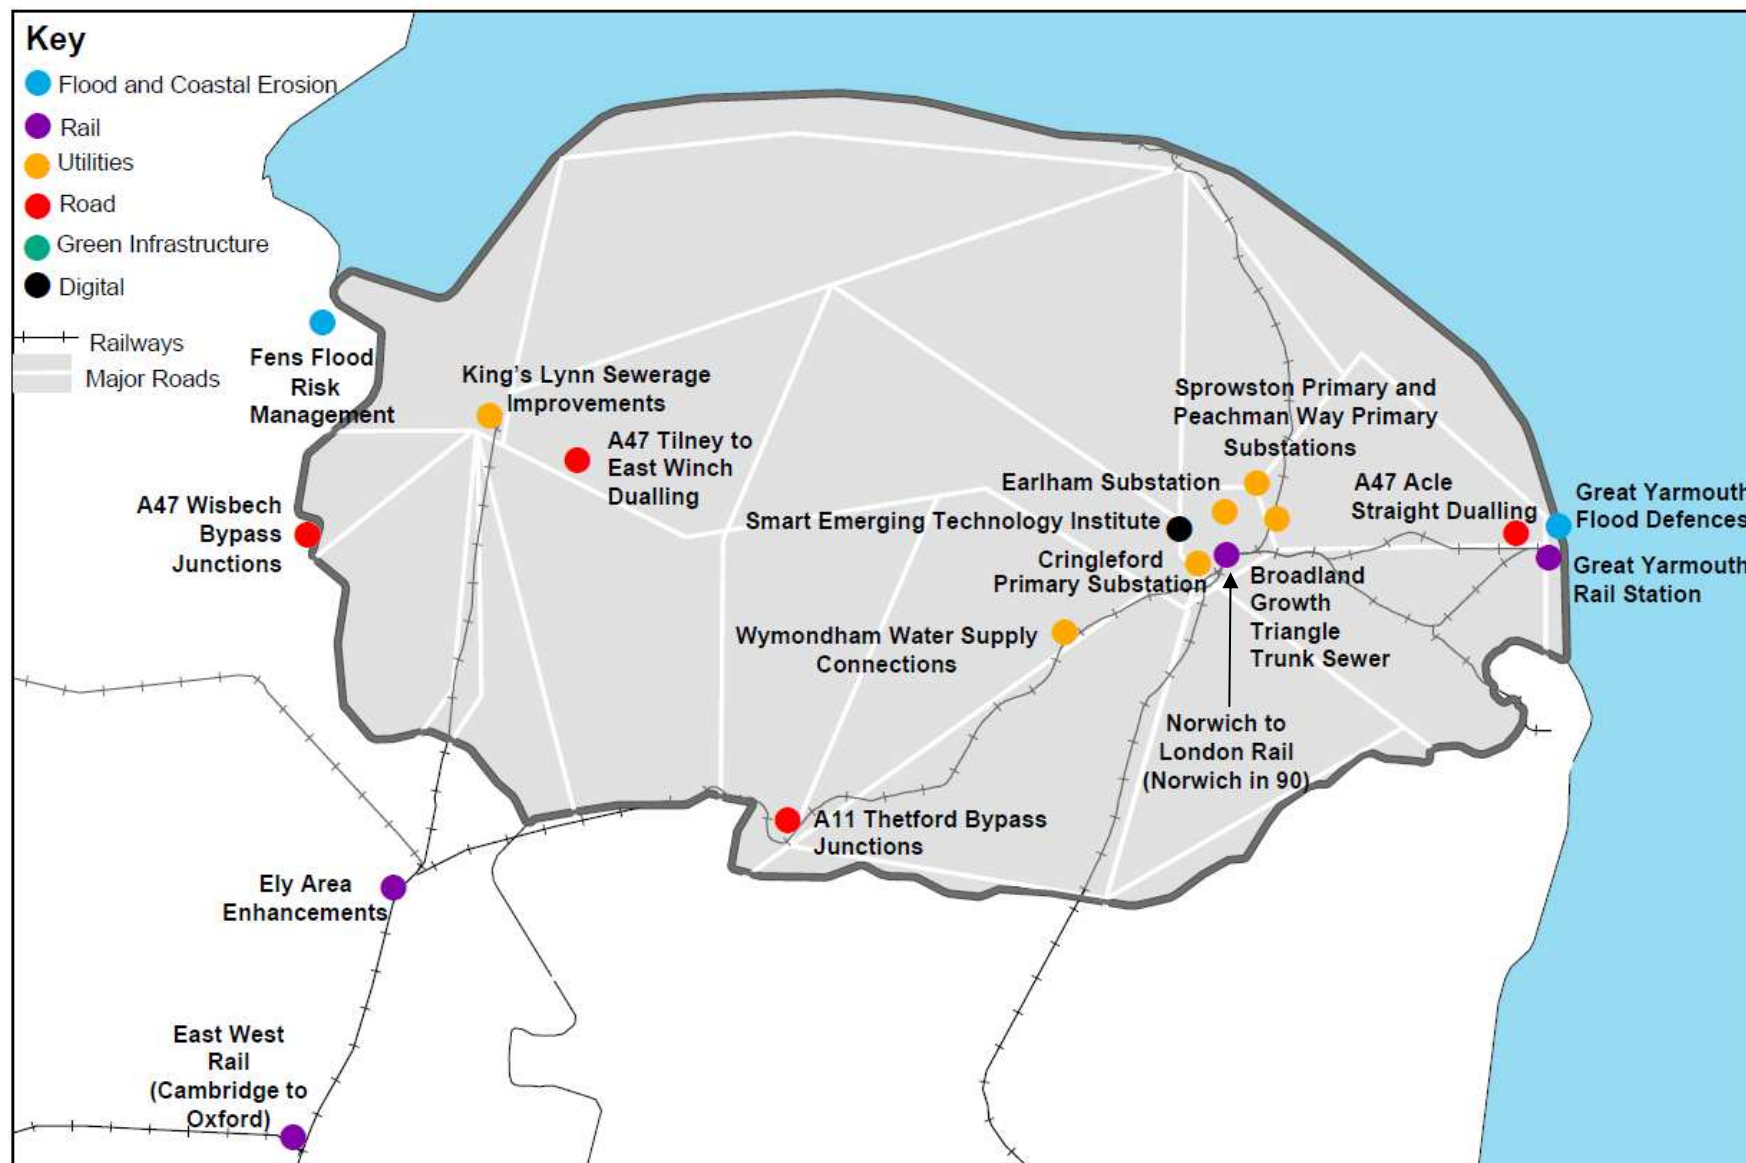 Key
Flood and Coastal Erosion
Rail
Utilities
Road
Green Infrastructure
Digital
Railways
Major Roads
Fens Flood
Risk
Management
King's Lynn Sewerage
Improvements
A47 Tilney to
East Winch
Dualling
A47 Wisbech
Bypass
Junctions
Sprowston Primary and
Peachman Way Primary
Substations
Earlham Substation
Smart Emerging Technology Institute
Cringleford
Primary Substation
A47 Acle
Straight Dualling
Great Yarmouth
Flood Defences
Great Yarmouth
Rail Station
Broadland
Growth
Triangle
Trunk Sewer
Wymondham Water Supply
Connections
Norwich to
London Rail
(Norwich in 90)
A11 Thetford Bypass
Junctions
Ely Area
Enhancements
East West
Rail
(Cambridge to
Oxford)